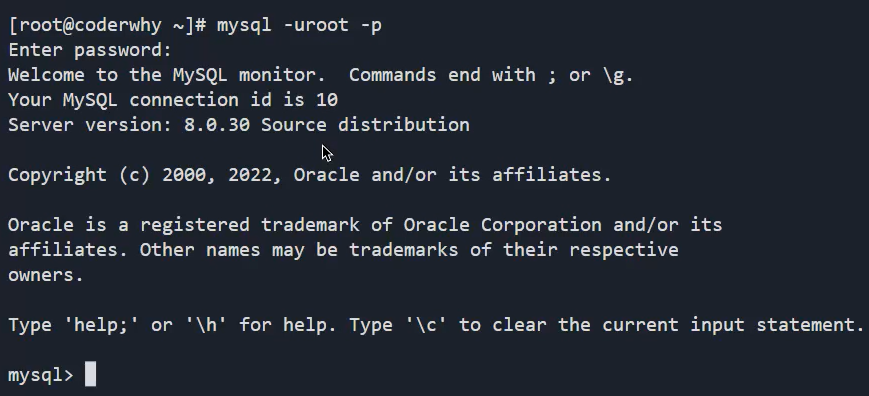 [root@coderwhy ~]# mysql -uroot -p
Enter password:
Welcome to the MySQL monitor.  Commands end with ; or \g.
Your MySQL connection id is 10
Server version: 8.0.30 Source distribution
Copyright (c) 2000, 2022, Oracle and/or its affiliates.
Oracle is a registered trademark of Oracle Corporation and/or its
affiliates. Other names may be trademarks of their respective
owners.
Type 'help;' or '\h' for help. Type '\c' to clear the current input statement.
mysql>